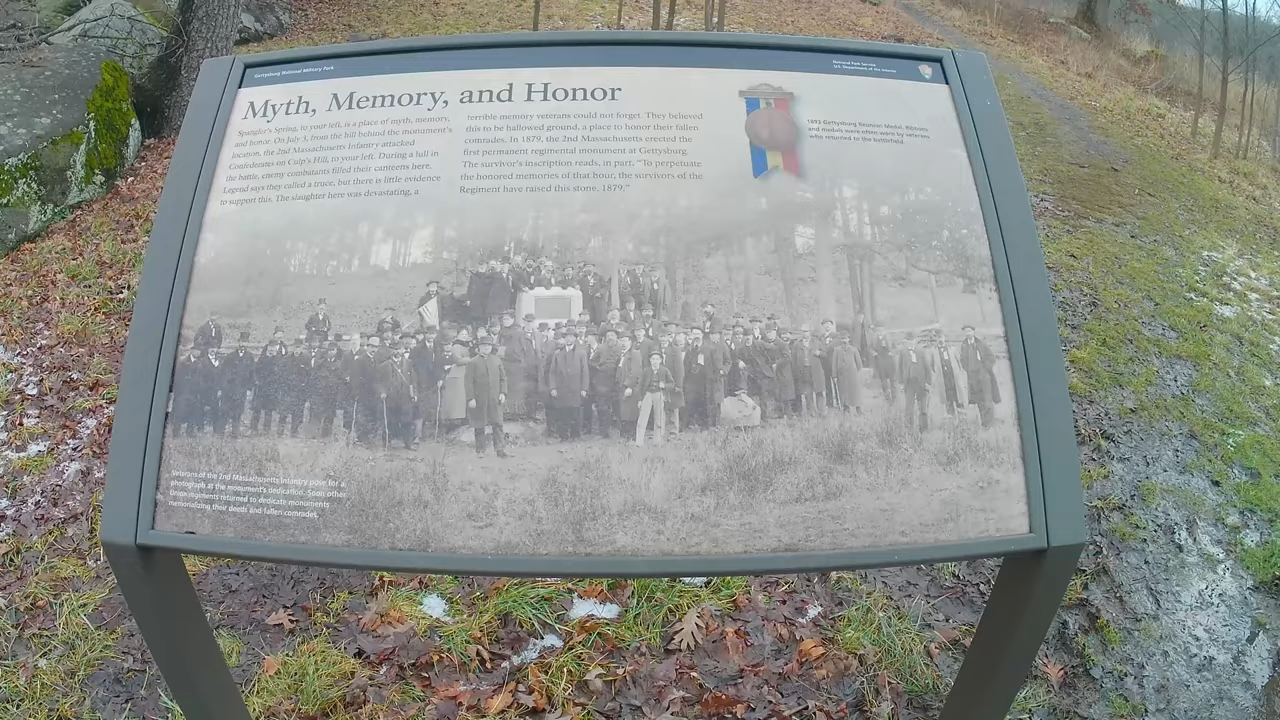 Gettysburg National Military Park
National Park Service
U.S. Department of the Interior
Myth, Memory, and Honor
Spangler's Spring, to your left, is a place of myth, memory,
and honor. On July 3, from the hill behind the monument's
location, the 2nd Massachusetts Infantry attacked
Confederates on Culp's Hill, to your left. During a lull in
the battle, enemy combatants filled their canteens here.
Legend says they called a truce, but there is little evidence
to support this. The slaughter here was devastating, a
terrible memory veterans could not forget. They believed
this to be hallowed ground, a place to honor their fallen
comrades. In 1879, the 2nd Massachusetts erected the
first permanent regimental monument at Gettysburg.
The survivor's inscription reads, in part, "To perpetuate
the honored memories of that hour, the survivors of the
Regiment have raised this stone, 1879."
1893 Gettysburg Reunion Medal. Ribbons
and medals were often worn by veterans
who returned to the battlefield.
Veterans of the 2nd Massachusetts Infantry pose for a
photograph at the monument's dedication. Soon other
Union regiments returned to dedicate monuments
memorializing their deeds and fallen comrades.